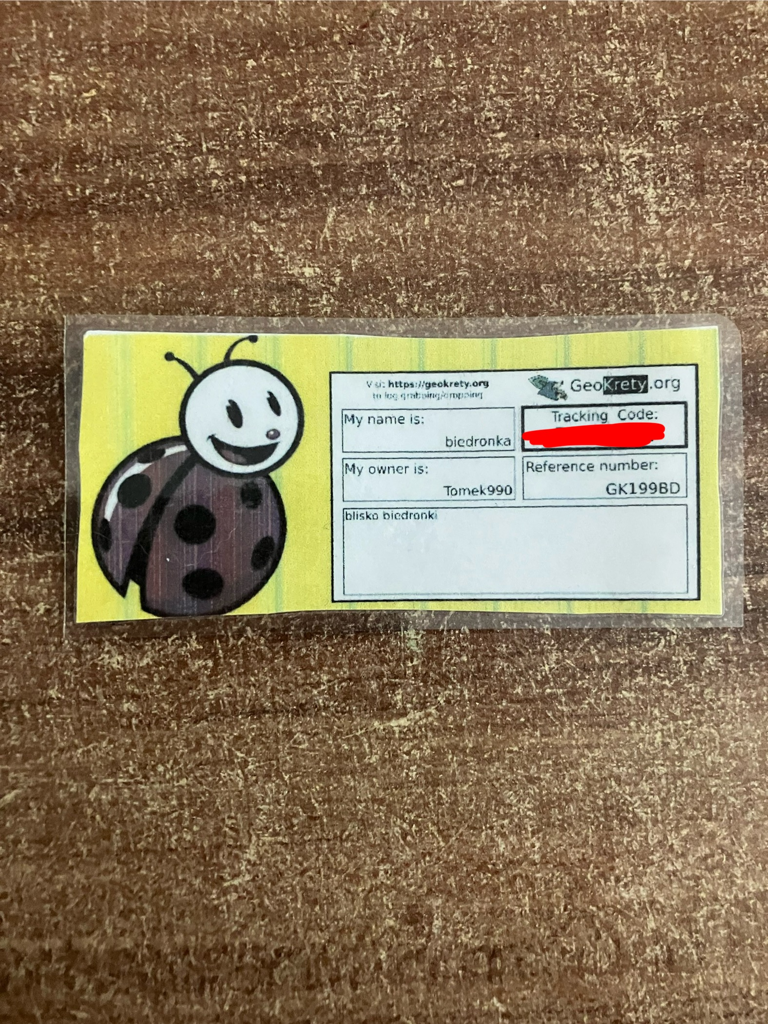 Visit https://geokrety.org
to log grabbing/dropping
GeoKrety.org
My name is:
biedronka
Tracking Code:
My owner is:
Tomek990
Reference number:
GK199BD
blisko biedronki